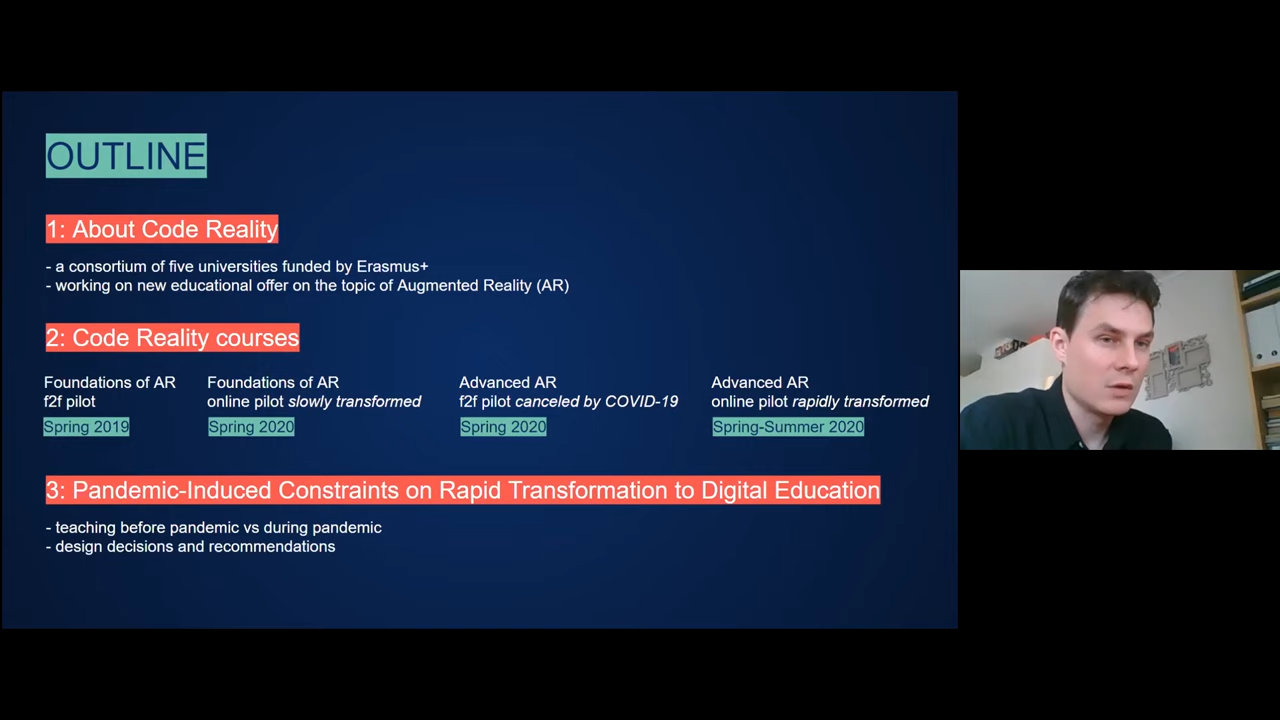 OUTLINE
1: About Code Reality
- a consortium of five universities funded by Erasmus+
- working on new educational offer on the topic of Augmented Reality (AR)
2: Code Reality courses
Foundations of AR
f2f pilot
Spring 2019
Foundations of AR
online pilot slowly transformed
Spring 2020
Advanced AR
f2f pilot canceled by COVID-19
Spring 2020
Advanced AR
online pilot rapidly transformed
Spring-Summer 2020
3: Pandemic-Induced Constraints on Rapid Transformation to Digital Education
- teaching before pandemic vs during pandemic
- design decisions and recommendations